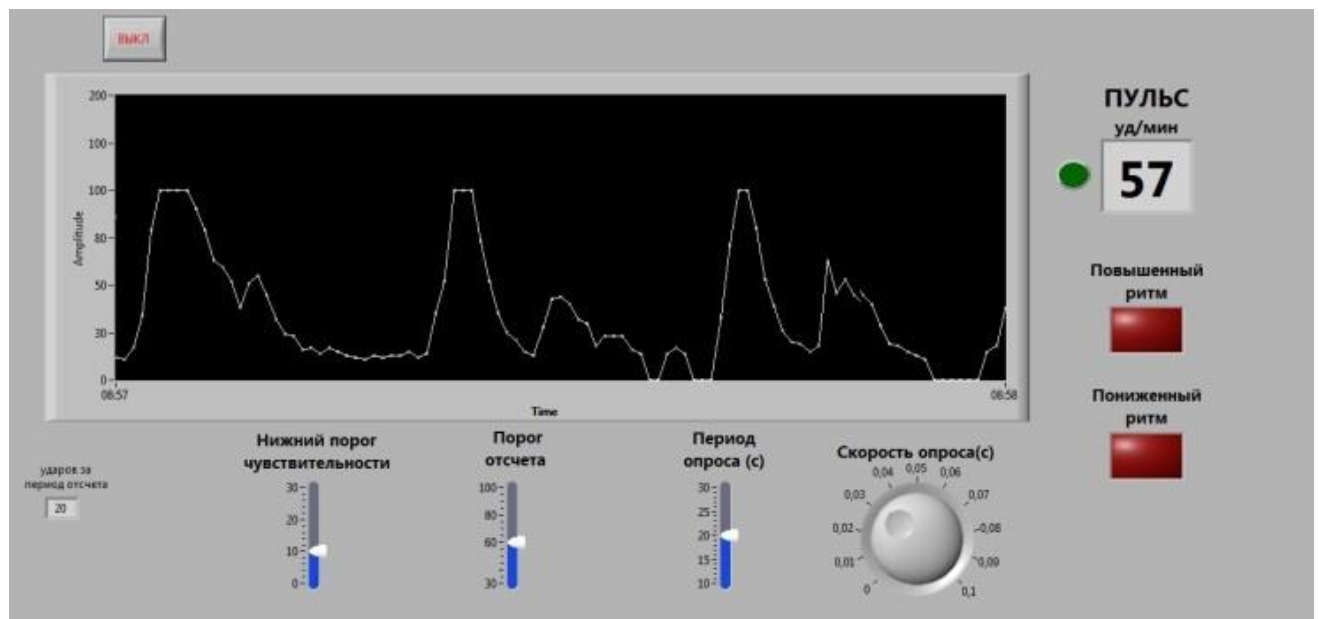 ВЫКЛ
200
100
100
80
50
30
0
Amplitude
08:57
08:58
Time
ПУЛЬС
уд/мин
57
Повышенный
ритм
Пониженный
ритм
ударов за
период отсчета
20
Нижний порог
чувствительности
30
20
10
0
Порог
отсчета
100
80
60
30
Период
опроса (с)
30
25
20
15
10
Скорость опроса(с)
0
0,01
0,02
0,03
0,04
0,05
0,06
0,07
0,08
0,09
0,1